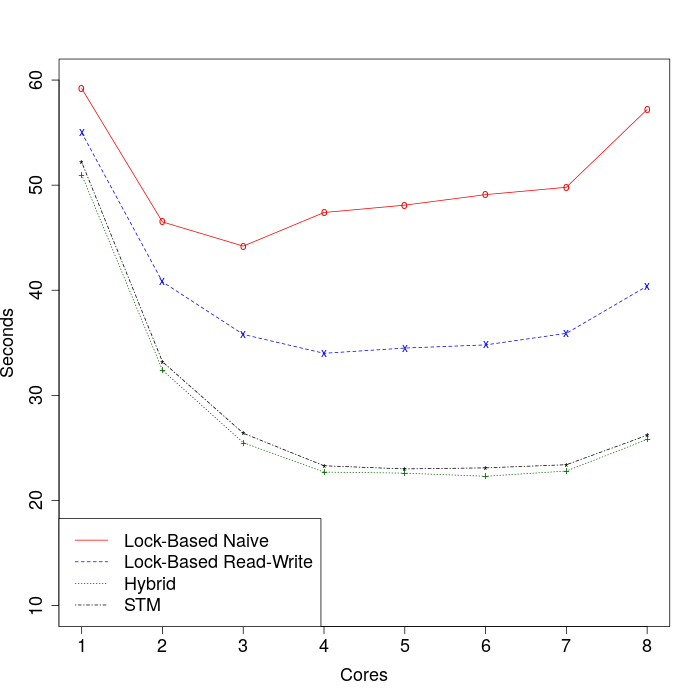 60
50
40
30
20
10
Seconds
Lock-Based Naive
Lock-Based Read-Write
Hybrid
STM
1 2 3 4 5 6 7 8
Cores